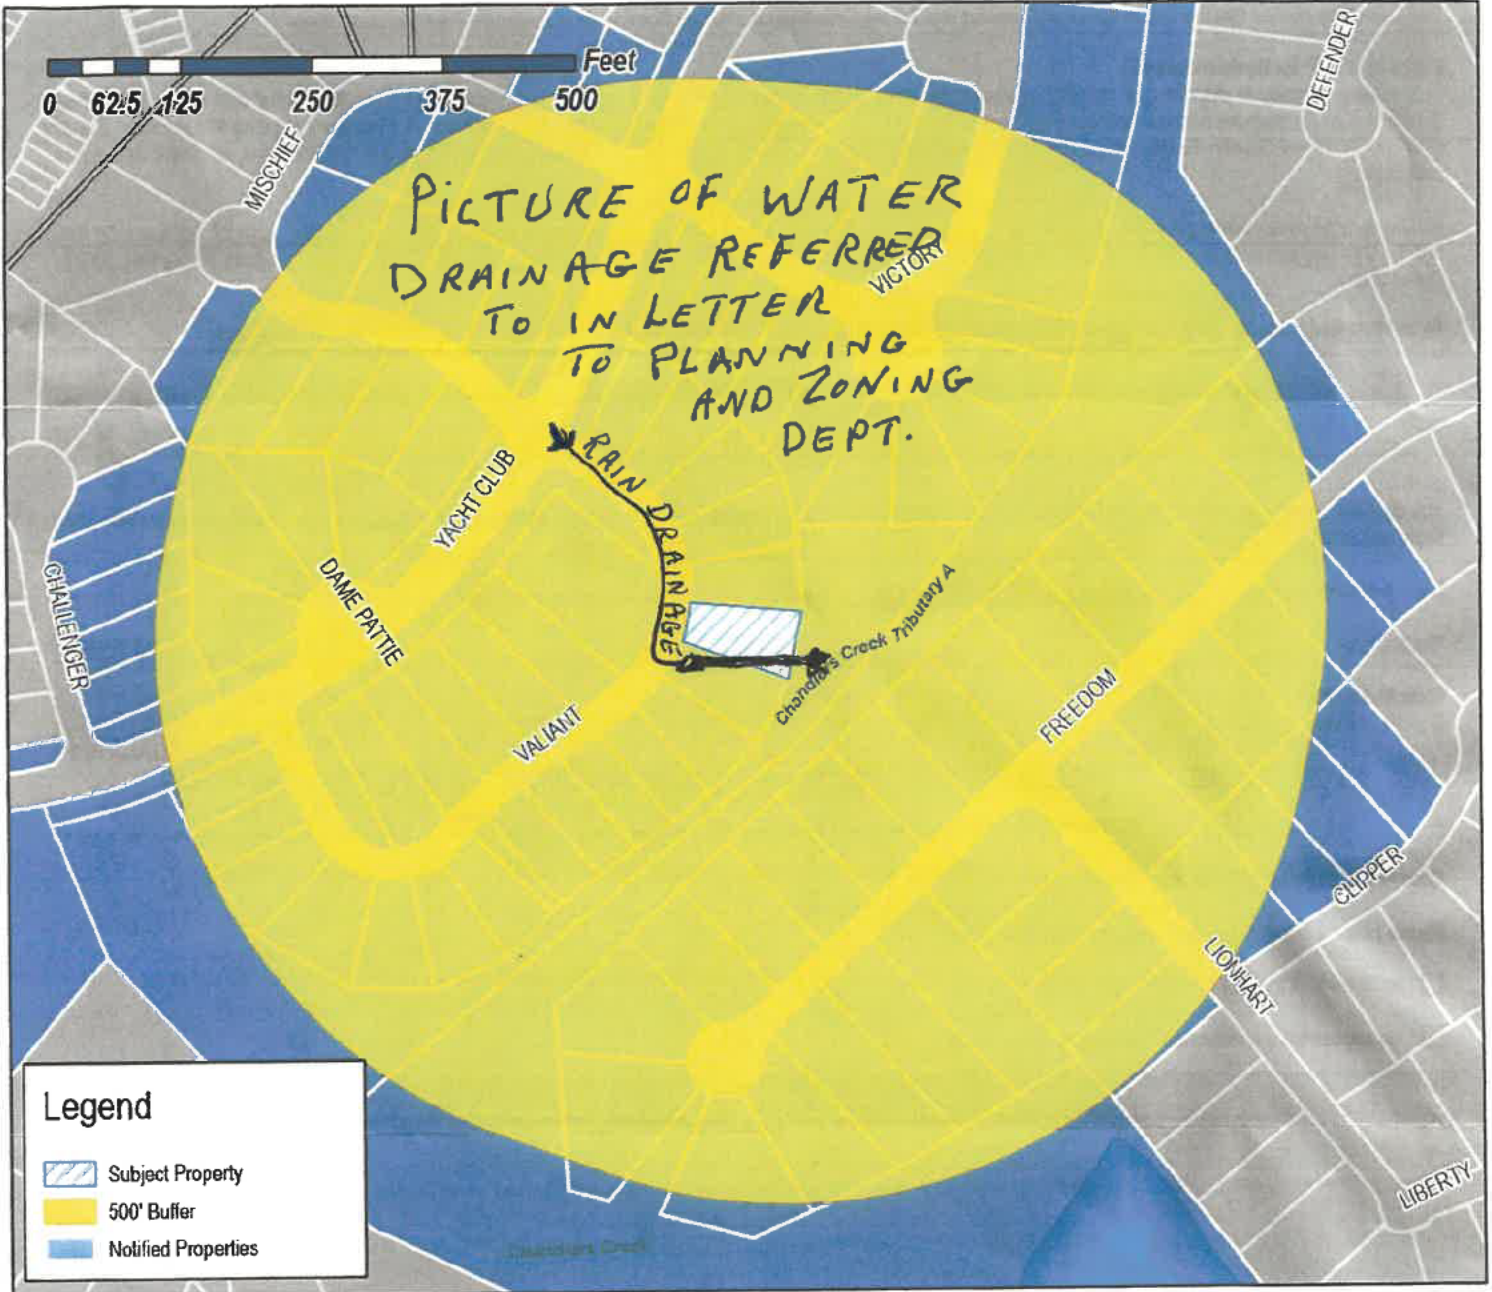 Feet
0 62.5 125 250 375 500
DEFENDER
MISCHIEF
PiCTURE OF WATER
DRAINAGE REFERRED
TO IN LETTER
TO PLANNING
AND ZONING
DEPT.
VICTORY
RAIN DRAINAGE
YACHT CLUB
DAME PATTIE
CHALLENGER
Chandlers Creek Tributary A
VALIANT
FREEDOM
CLIPPER
LIONHART
LIBERTY
Legend
Subject Property
500' Buffer
Notified Properties
Chandlers Creek